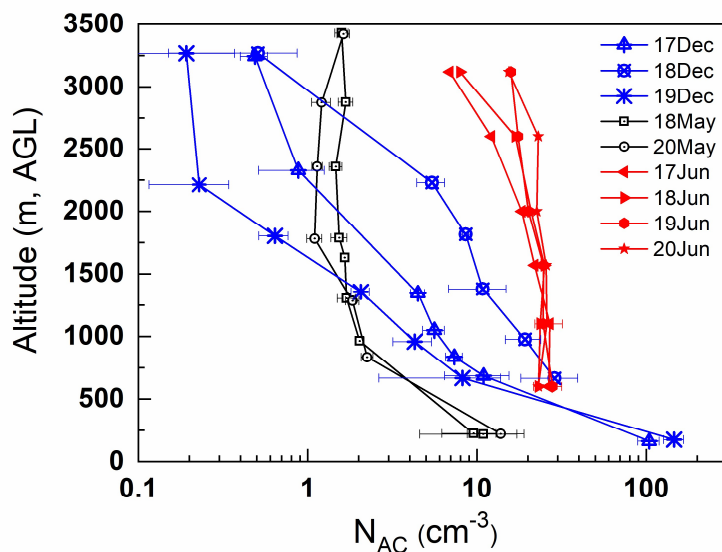 3500
3000
2500
2000
1500
1000
500
0
Altitude (m, AGL)
0.1
1
10
100
N_AC (cm⁻³)
17Dec
18Dec
19Dec
18May
20May
17Jun
18Jun
19Jun
20Jun